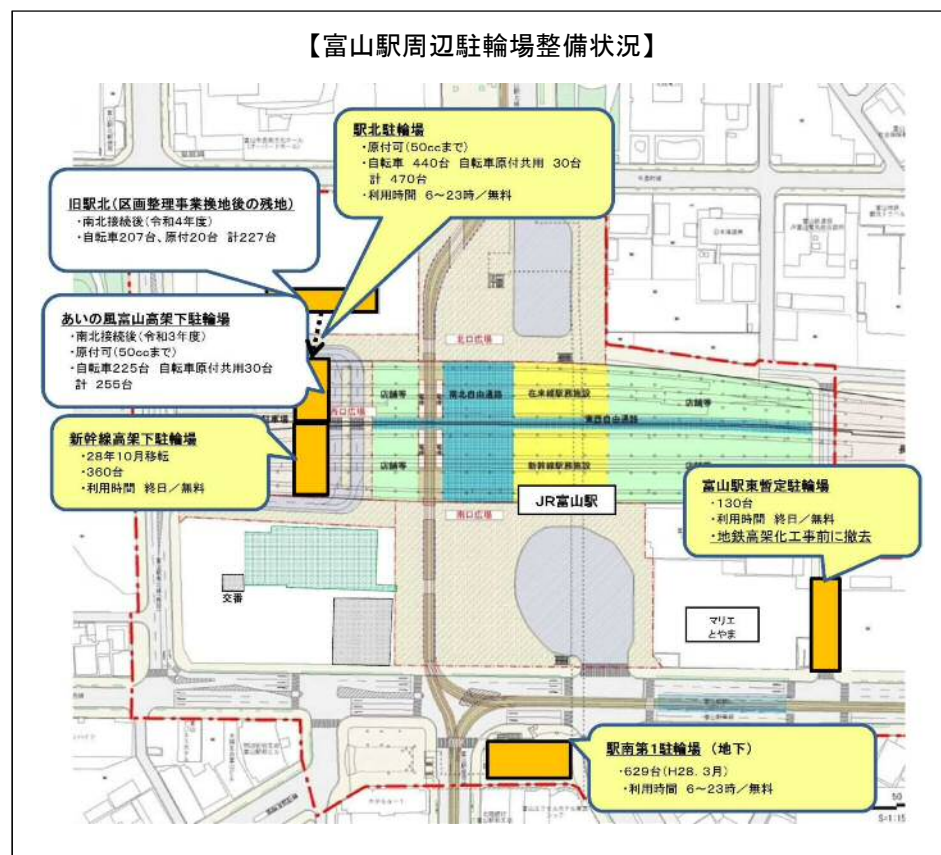 【富山駅周辺駐輪場整備状況】
駅北駐輪場
・原付可(50ccまで)
・自転車 440台 自転車原付共用 30台
計 470台
・利用時間 6～23時／無料
旧駅北(区画整理事業換地後の残地)
・南北接続後(令和4年度)
・自転車207台、原付20台 計227台
あいの風富山高架下駐輪場
・南北接続後(令和3年度)
・原付可(50ccまで)
・自転車225台 自転車原付共用30台
計 255台
新幹線高架下駐輪場
・28年10月移転
・360台
・利用時間 終日／無料
北口広場
店舗等
南北自由通路
在来線駅務施設
店舗等
東西自由通路
店舗等
新幹線駅務施設
JR富山駅
南口広場
富山駅東暫定駐輪場
・130台
・利用時間 終日／無料
・地鉄高架化工事前に撤去
交番
マリエ
とやま
駅南第1駐輪場 (地下)
・629台(H28.3月)
・利用時間 6～23時／無料
50
S=1:15